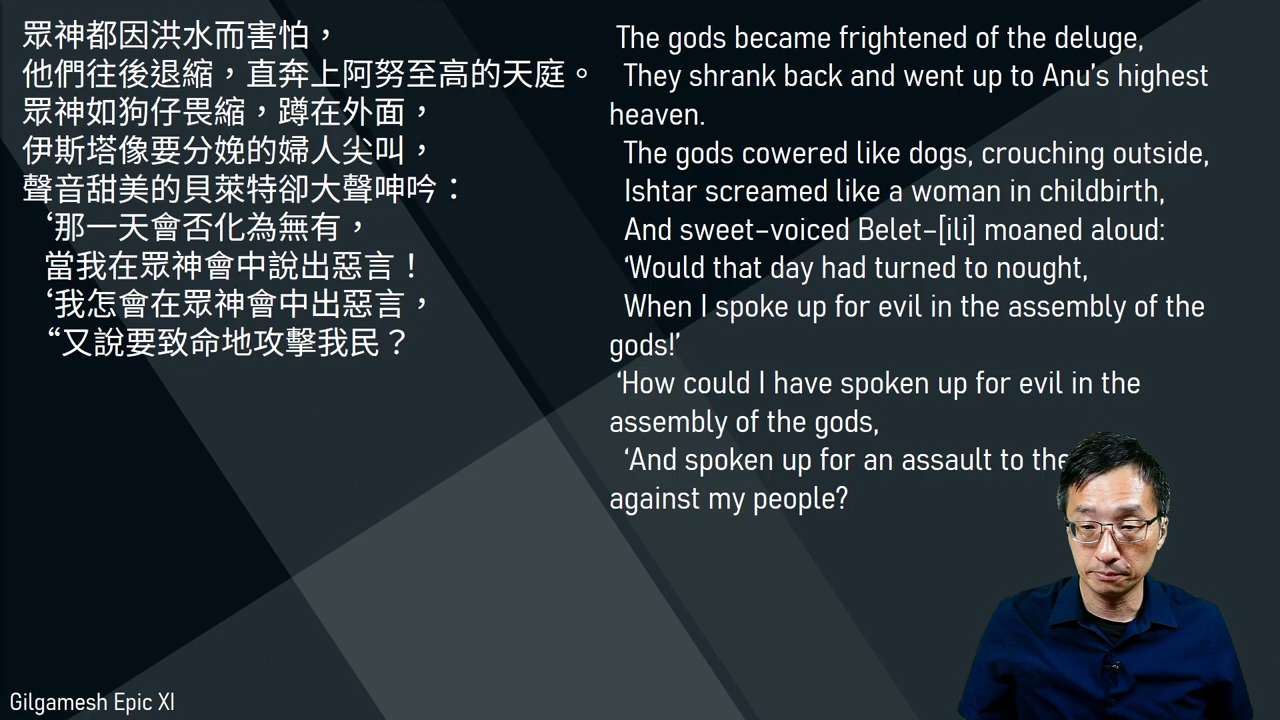 眾神都因洪水而害怕，
他們往後退縮，直奔上阿努至高的天庭。
眾神如狗仔畏縮，蹲在外面，
伊斯塔像要分娩的婦人尖叫，
聲音甜美的貝萊特卻大聲呻吟：
‘那一天會否化為無有，
當我在眾神會中說出惡言！
‘我怎會在眾神會中出惡言，
“又說要致命地攻擊我民？
The gods became frightened of the deluge,
They shrank back and went up to Anu’s highest
heaven.
The gods cowered like dogs, crouching outside,
Ishtar screamed like a woman in childbirth,
And sweet-voiced Belet-[ili] moaned aloud:
‘Would that day had turned to nought,
When I spoke up for evil in the assembly of the
gods!’
‘How could I have spoken up for evil in the
assembly of the gods,
‘And spoken up for an assault to the
against my people?
Gilgamesh Epic XI